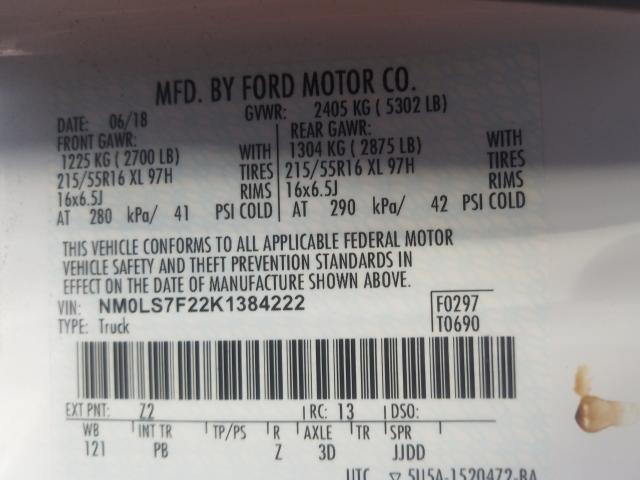 MFD. BY FORD MOTOR CO.
DATE: 06/18 GVWR: 2405 KG ( 5302 LB)
FRONT GAWR: REAR GAWR:
1225 KG ( 2700 LB) WITH 1304 KG ( 2875 LB) WITH
215/55R16 XL 97H TIRES 215/55R16 XL 97H TIRES
16x6.5J RIMS 16x6.5J RIMS
AT 280 kPa/ 41 PSI COLD AT 290 kPa/ 42 PSI COLD
THIS VEHICLE CONFORMS TO ALL APPLICABLE FEDERAL MOTOR
VEHICLE SAFETY AND THEFT PREVENTION STANDARDS IN
EFFECT ON THE DATE OF MANUFACTURE SHOWN ABOVE.
VIN: NM0LS7F22K1384222 F0297
TYPE: Truck T0690
EXT PNT: Z2 RC: 13 DSO:
WB INT TR TP/PS R AXLE TR SPR
121 PB Z 3D JJDD
UTC ▽ 5U5A-1520472-BA